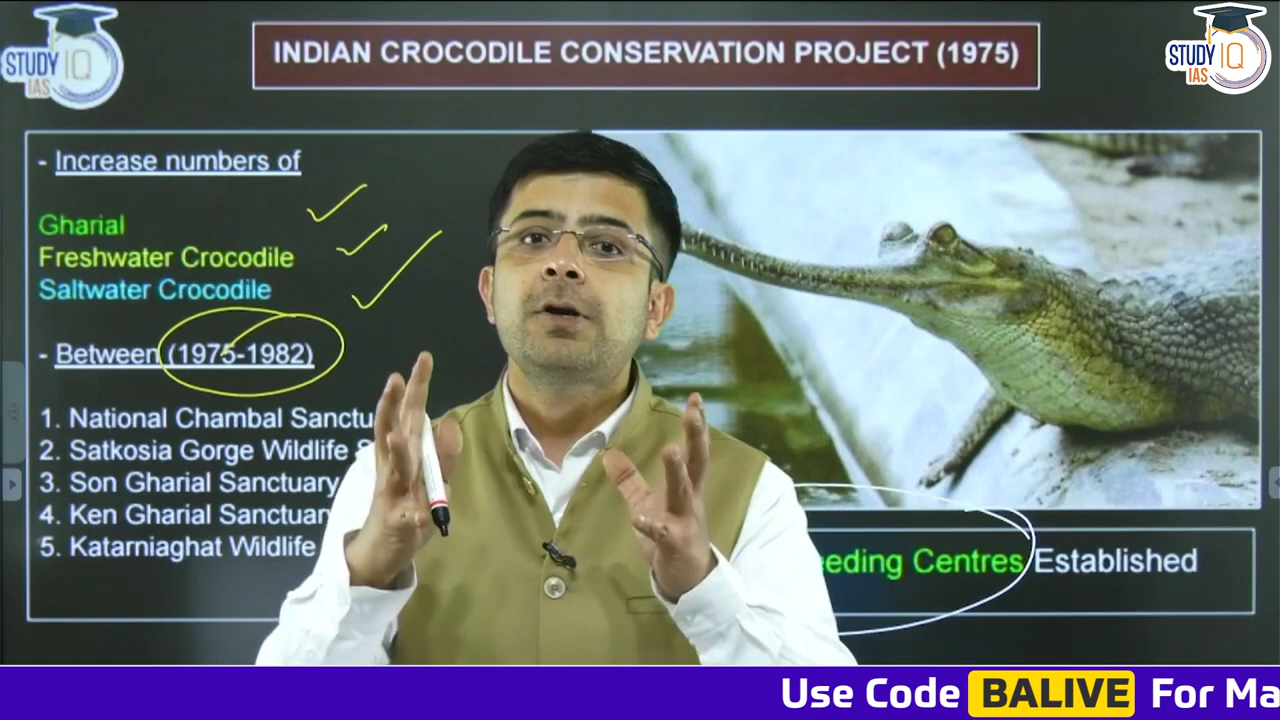 STUDY IQ
IAS
INDIAN CROCODILE CONSERVATION PROJECT (1975)
STUDY IQ
IAS
- Increase numbers of
Gharial
Freshwater Crocodile
Saltwater Crocodile
- Between (1975-1982)
1. National Chambal Sanctu
2. Satkosia Gorge Wildlife
3. Son Gharial Sanctuary
4. Ken Gharial Sanctuar
5. Katarniaghat Wildlife
eeding Centres Established
Use Code BALIVE For Ma